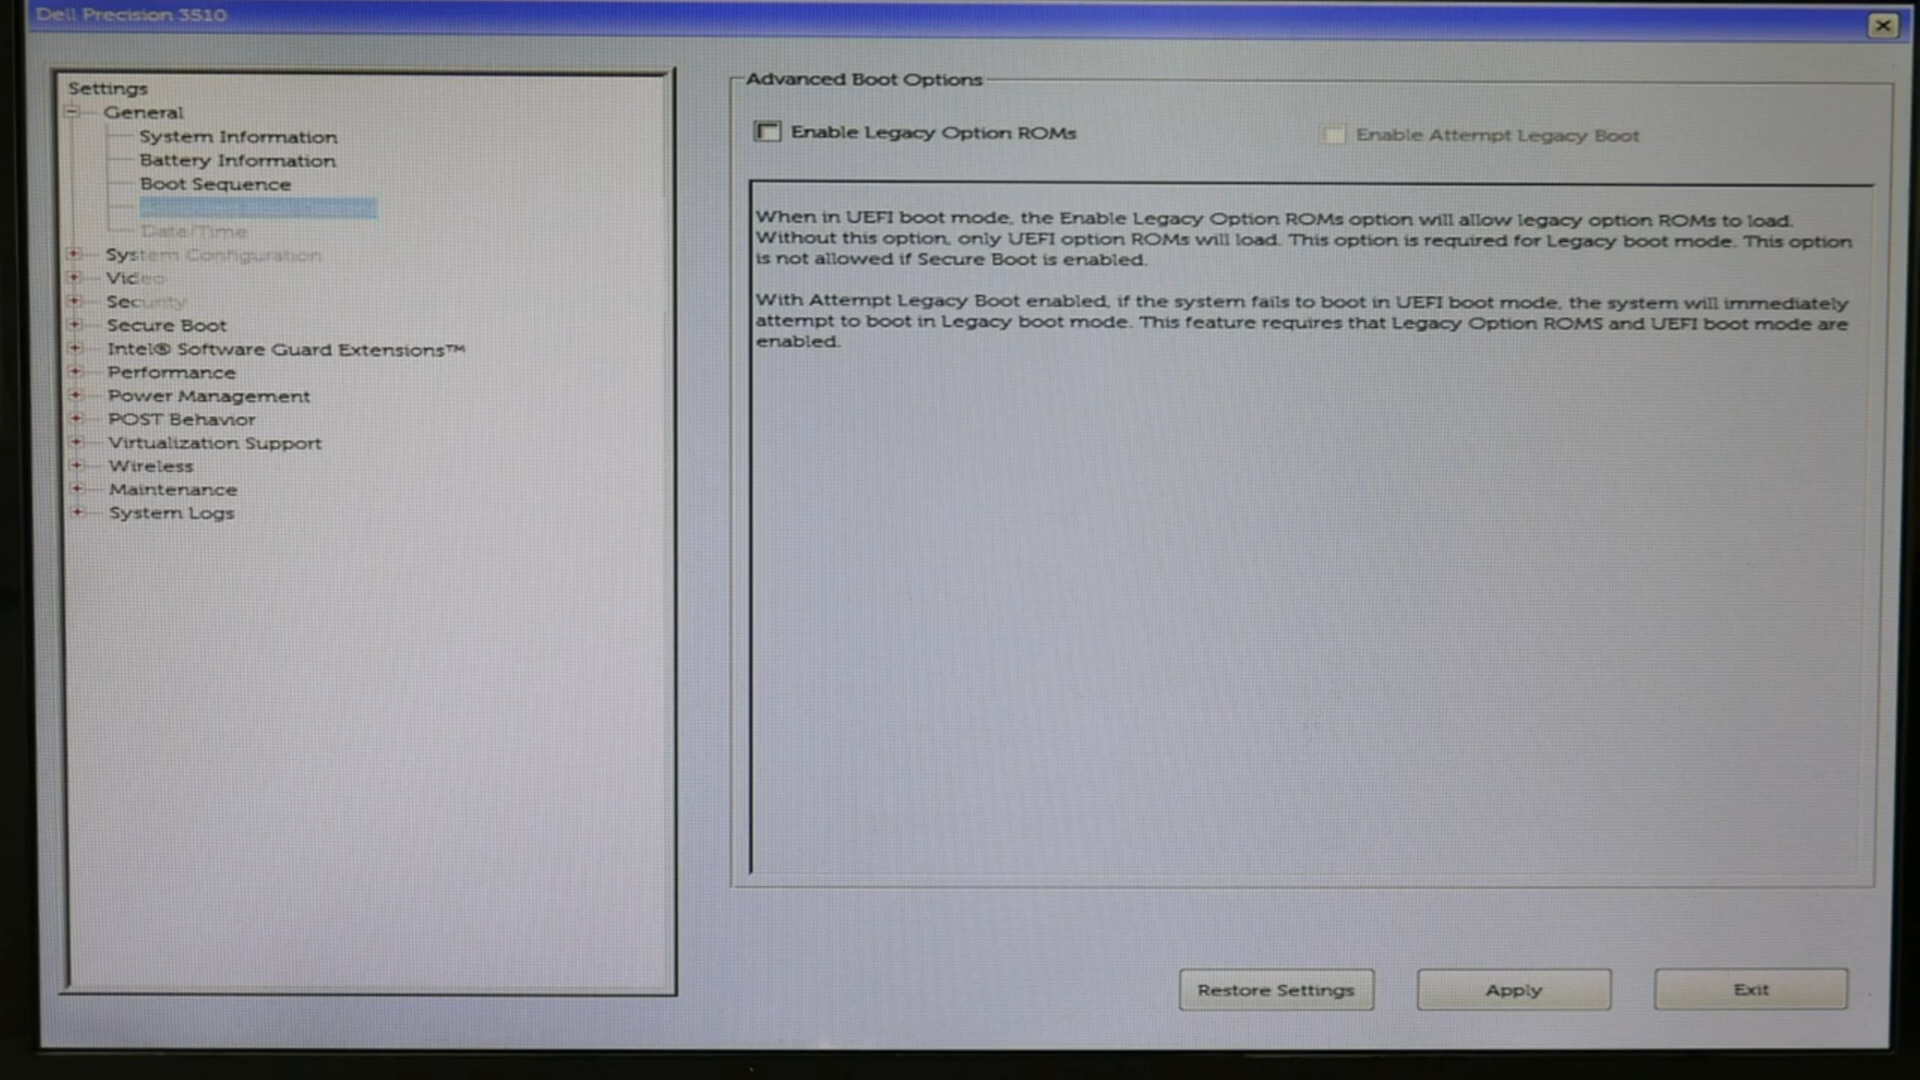 Dell Precision 3510
Settings
General
System Information
Battery Information
Boot Sequence
Date/Time
System Configuration
Video
Security
Secure Boot
Intel® Software Guard Extensions™
Performance
Power Management
POST Behavior
Virtualization Support
Wireless
Maintenance
System Logs
Advanced Boot Options
Enable Legacy Option ROMs
Enable Attempt Legacy Boot
When in UEFI boot mode, the Enable Legacy Option ROMs option will allow legacy option ROMs to load.
Without this option, only UEFI option ROMs will load. This option is required for Legacy boot mode. This option
is not allowed if Secure Boot is enabled.
With Attempt Legacy Boot enabled, if the system fails to boot in UEFI boot mode, the system will immediately
attempt to boot in Legacy boot mode. This feature requires that Legacy Option ROMS and UEFI boot mode are
enabled.
Restore Settings
Apply
Exit